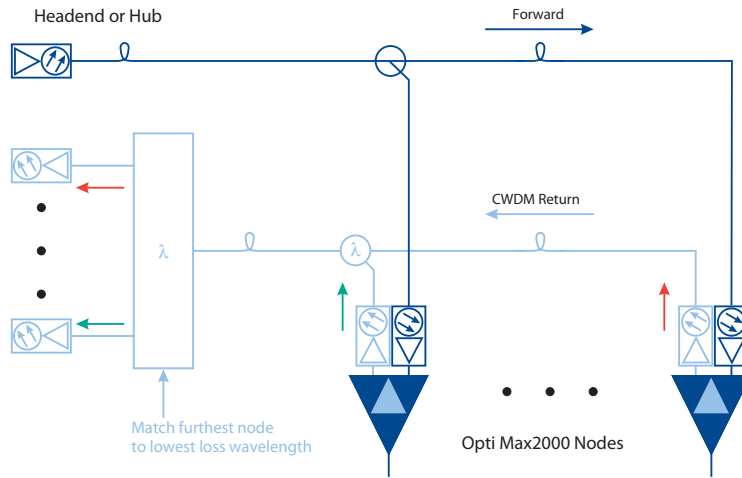 Headend or Hub
Forward
CWDM Return
λ
λ
Match furthest node
to lowest loss wavelength
Opti Max2000 Nodes